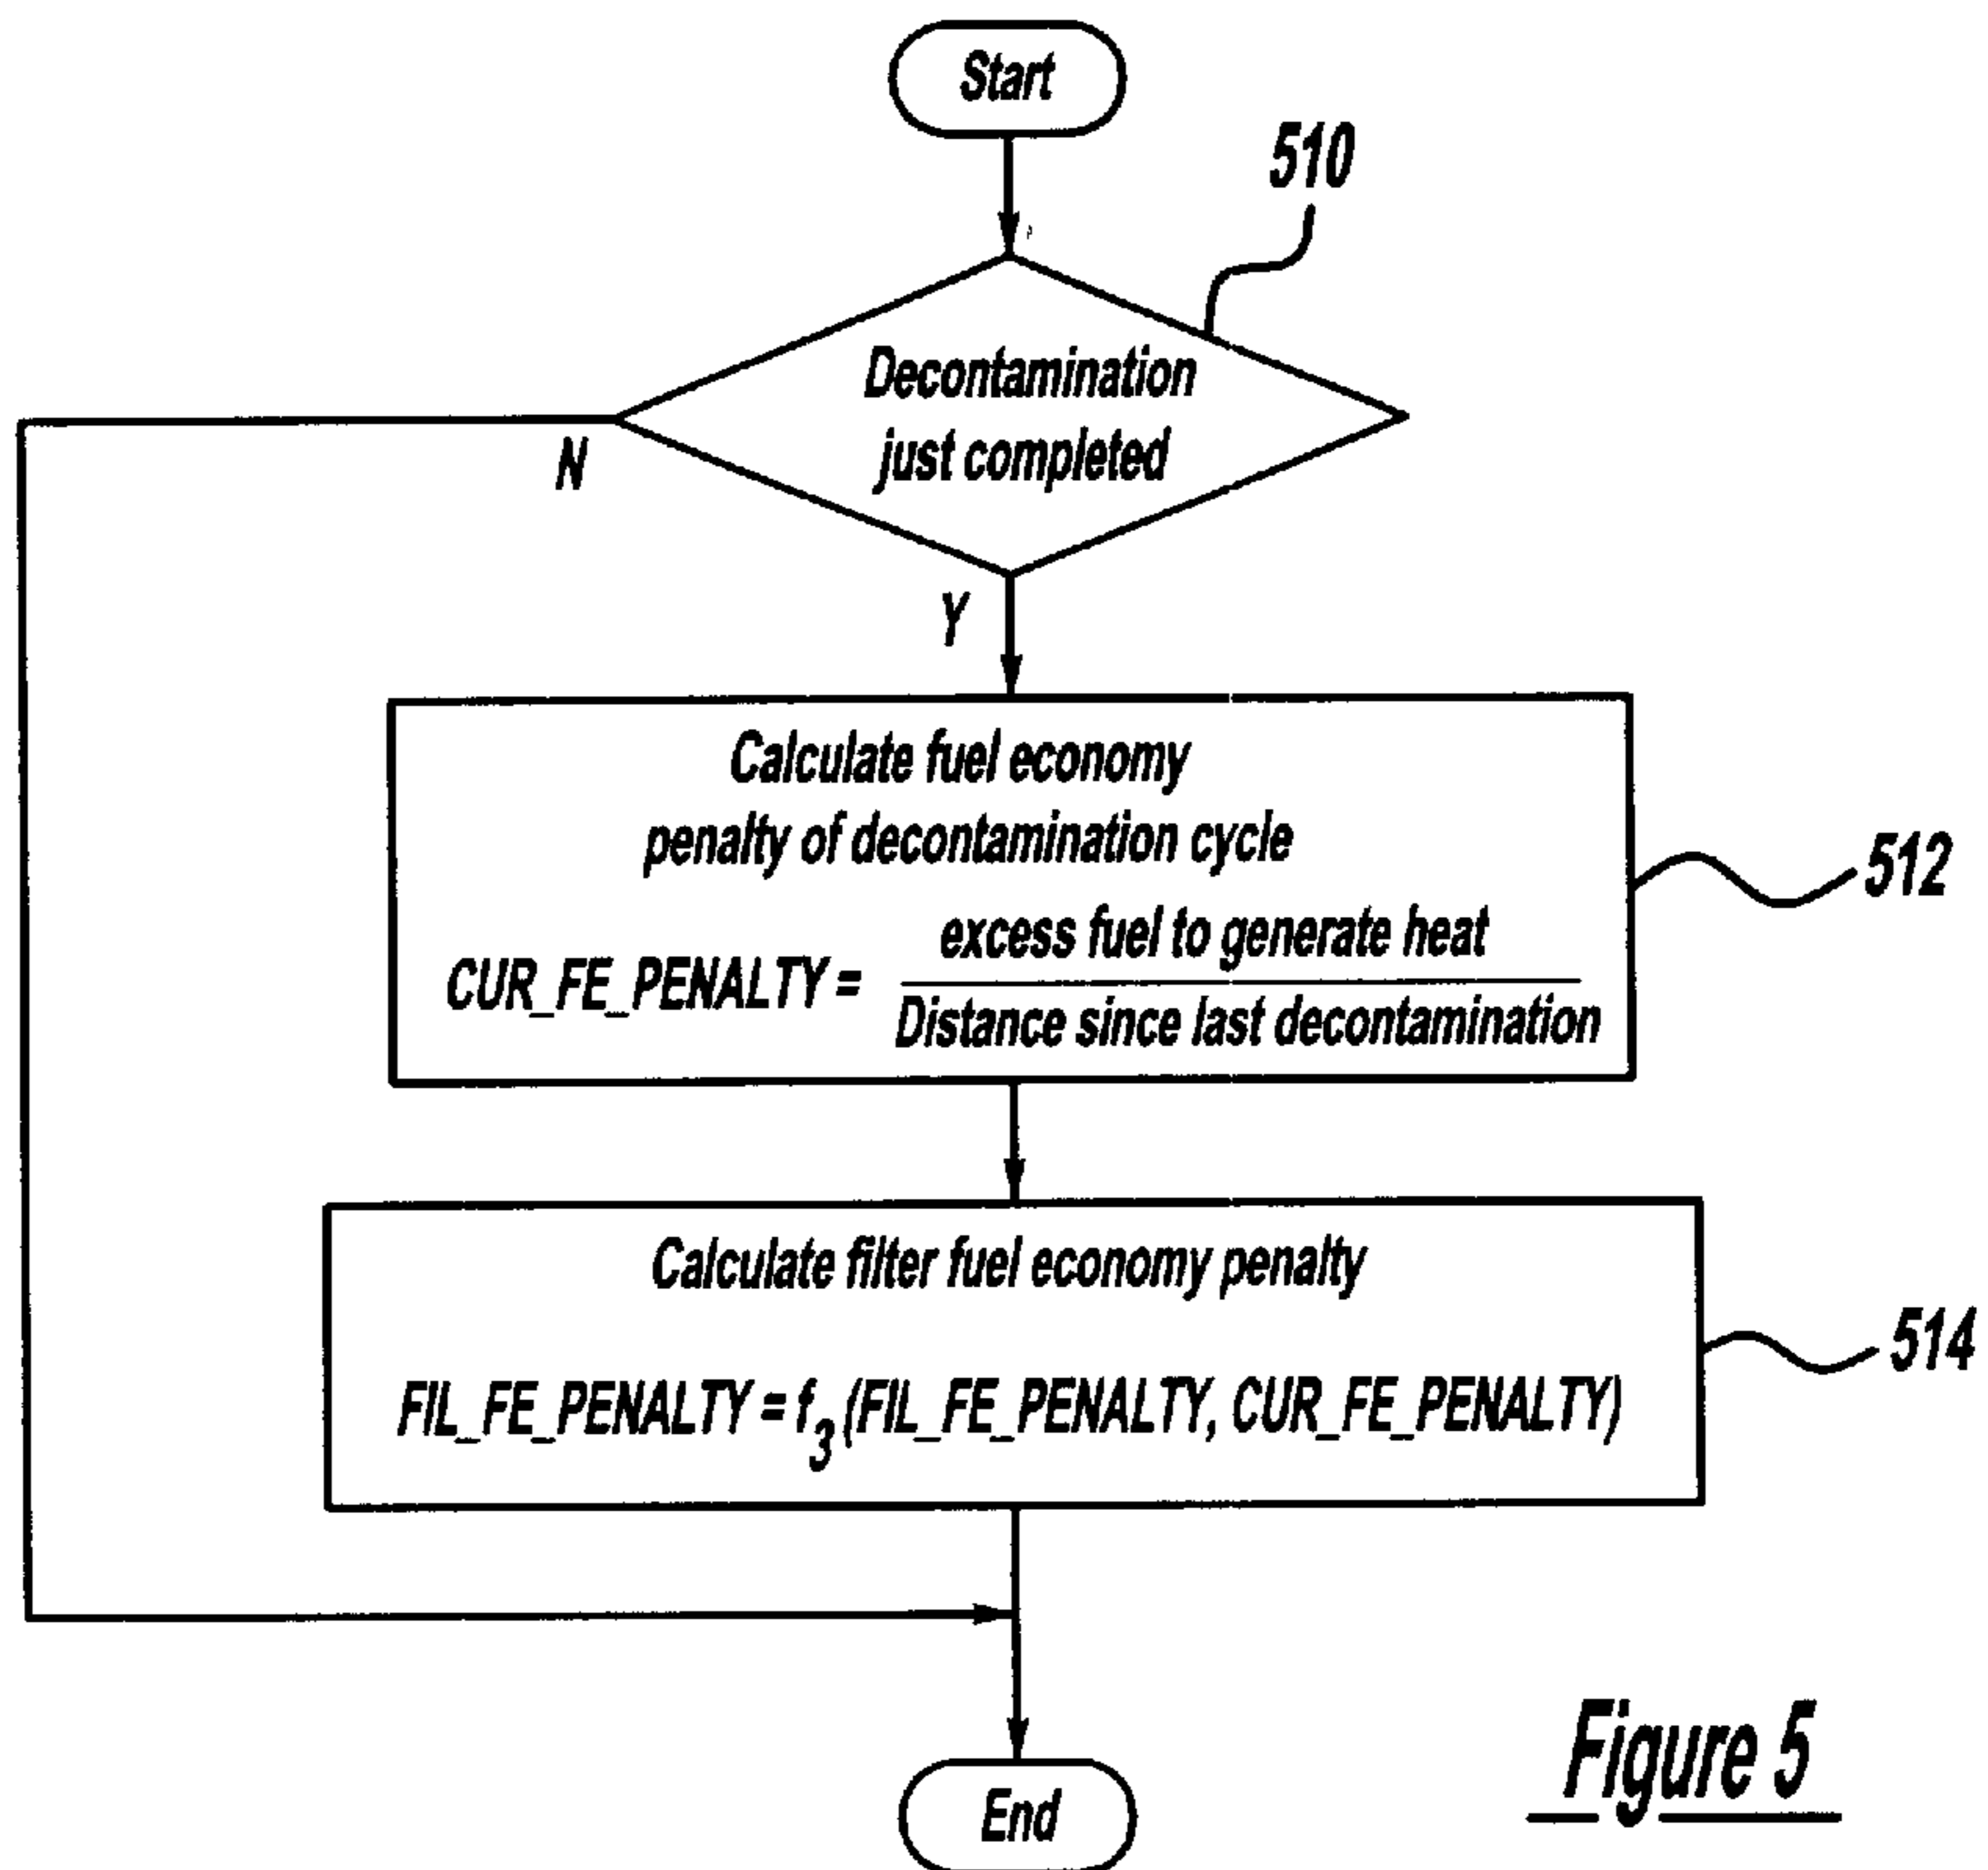 Start
510
Decontamination
just completed
N
Y
Calculate fuel economy
penalty of decontamination cycle
CUR_FE_PENALTY = excess fuel to generate heat
Distance since last decontamination
512
Calculate filter fuel economy penalty
FIL_FE_PENALTY = f3 (FIL_FE_PENALTY, CUR_FE_PENALTY)
514
End
Figure 5